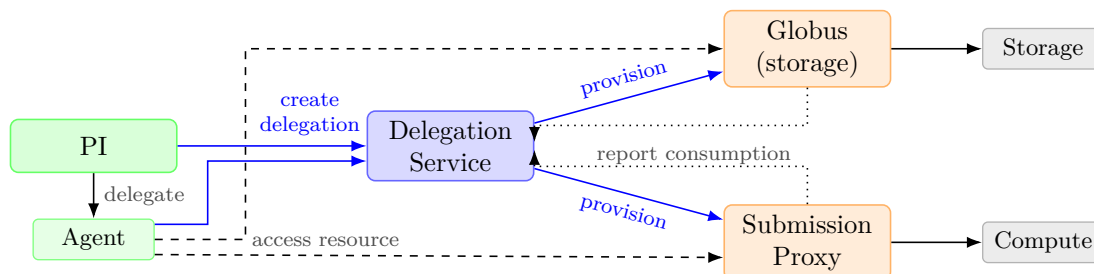 Globus
(storage)
Storage
provision
create
delegation
Delegation
Service
PI
report consumption
delegate
provision
Agent
access resource
Submission
Proxy
Compute